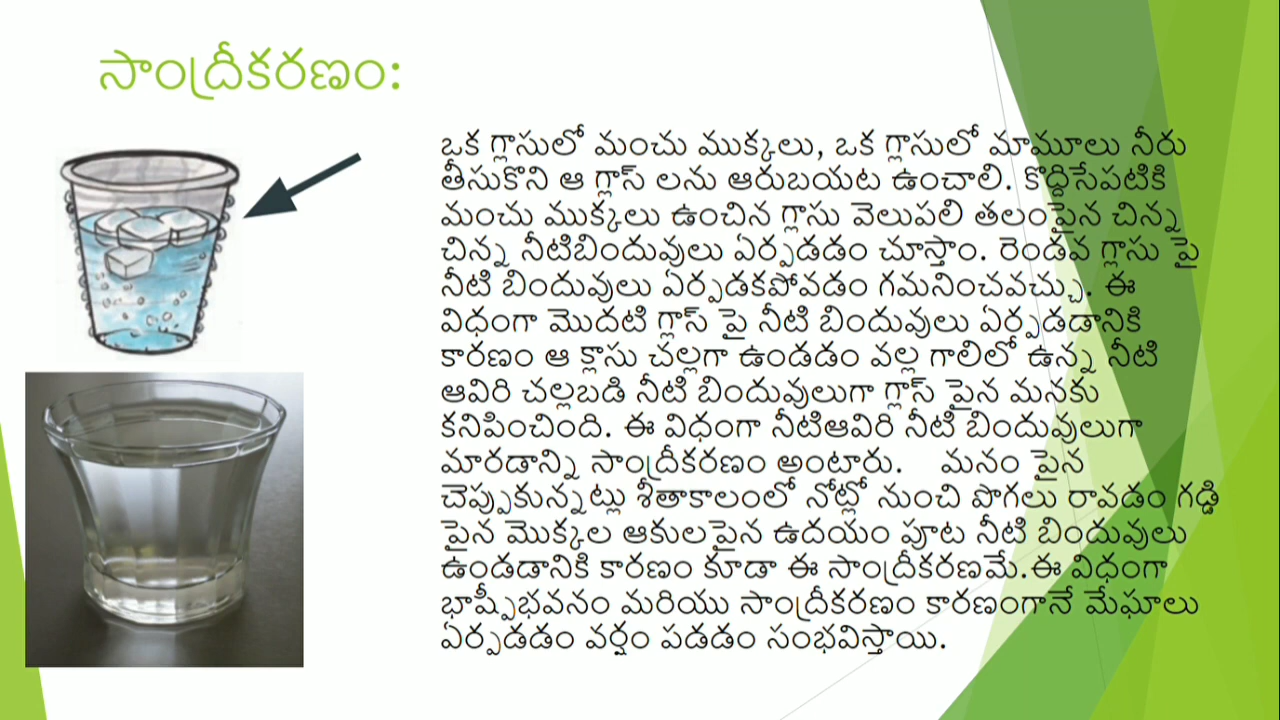 సాంద్రీకరణం:
ఒక గ్లాసులో మంచు ముక్కలు, ఒక గ్లాసులో మామూలు నీరు
తీసుకొని ఆ గ్లాస్ లను ఆరుబయట ఉంచాలి. కొద్దిసేపటికి
మంచు ముక్కలు ఉంచిన గ్లాసు వెలుపలి తలంపైన చిన్న
చిన్న నీటిబిందువులు ఏర్పడడం చూస్తాం. రెండవ గ్లాసు పై
నీటి బిందువులు ఏర్పడకపోవడం గమనించవచ్చు. ఈ
విధంగా మొదటి గ్లాస్ పై నీటి బిందువులు ఏర్పడడానికి
కారణం ఆ క్లాసు చల్లగా ఉండడం వల్ల గాలిలో ఉన్న నీటి
ఆవిరి చల్లబడి నీటి బిందువులుగా గ్లాస్ పైన మనకు
కనిపించింది. ఈ విధంగా నీటిఆవిరి నీటి బిందువులుగా
మారడాన్ని సాంద్రీకరణం అంటారు. మనం పైన
చెప్పుకున్నట్లు శీతాకాలంలో నోట్లో నుంచి పొగలు రావడం గడ్డి
పైన మొక్కల ఆకులపైన ఉదయం పూట నీటి బిందువులు
ఉండడానికి కారణం కూడా ఈ సాంద్రీకరణమే.ఈ విధంగా
భాష్పీభవనం మరియు సాంద్రీకరణం కారణంగానే మేఘాలు
ఏర్పడడం వర్షం పడడం సంభవిస్తాయి.